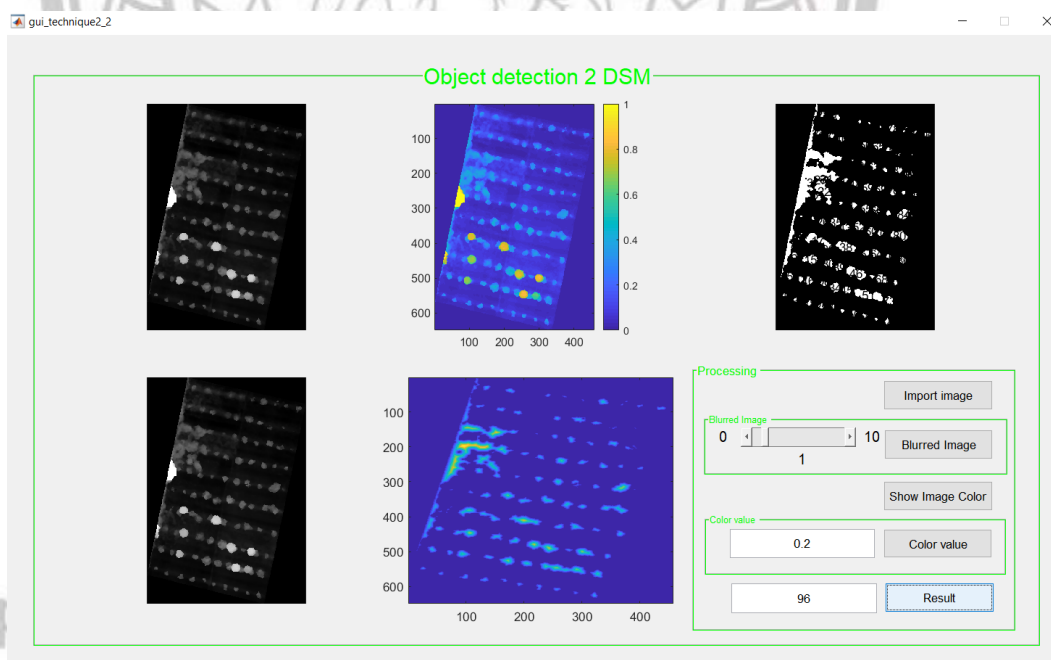 gui_technique2_2
Object detection 2 DSM
1
0.8
0.6
0.4
0.2
0
100
200
300
400
500
600
100 200 300 400
100
200
300
400
500
600
100 200 300 400
Processing
Import image
Blurred Image
0 10
1
Blurred Image
Show Image Color
Color value
0.2
Color value
96
Result